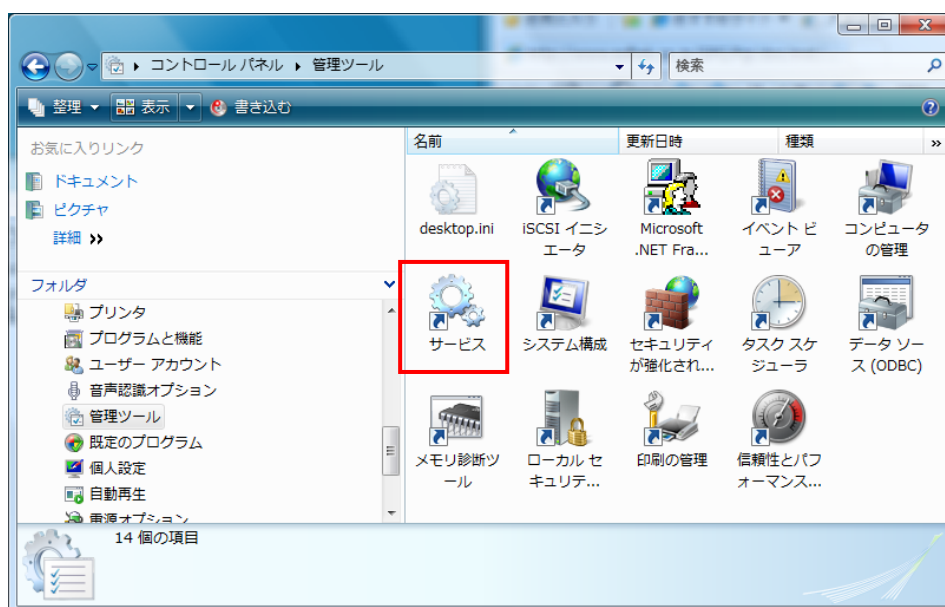 コントロール パネル ▸ 管理ツール
検索
整理 表示 書き込む
お気に入りリンク
ドキュメント
ピクチャ
詳細 »
フォルダ
プリンタ
プログラムと機能
ユーザー アカウント
音声認識オプション
管理ツール
既定のプログラム
個人設定
自動再生
電源オプション
名前 更新日時 種類 »
desktop.ini
iSCSI イニシ
エータ
Microsoft
.NET Fra...
イベント ビ
ューア
コンピュータ
の管理
サービス
システム構成
セキュリティ
が強化され...
タスク スケ
ジューラ
データ ソー
ス (ODBC)
メモリ診断ツ
ール
ローカル セ
キュリテ...
印刷の管理
信頼性とパフ
ォーマンス...
14 個の項目